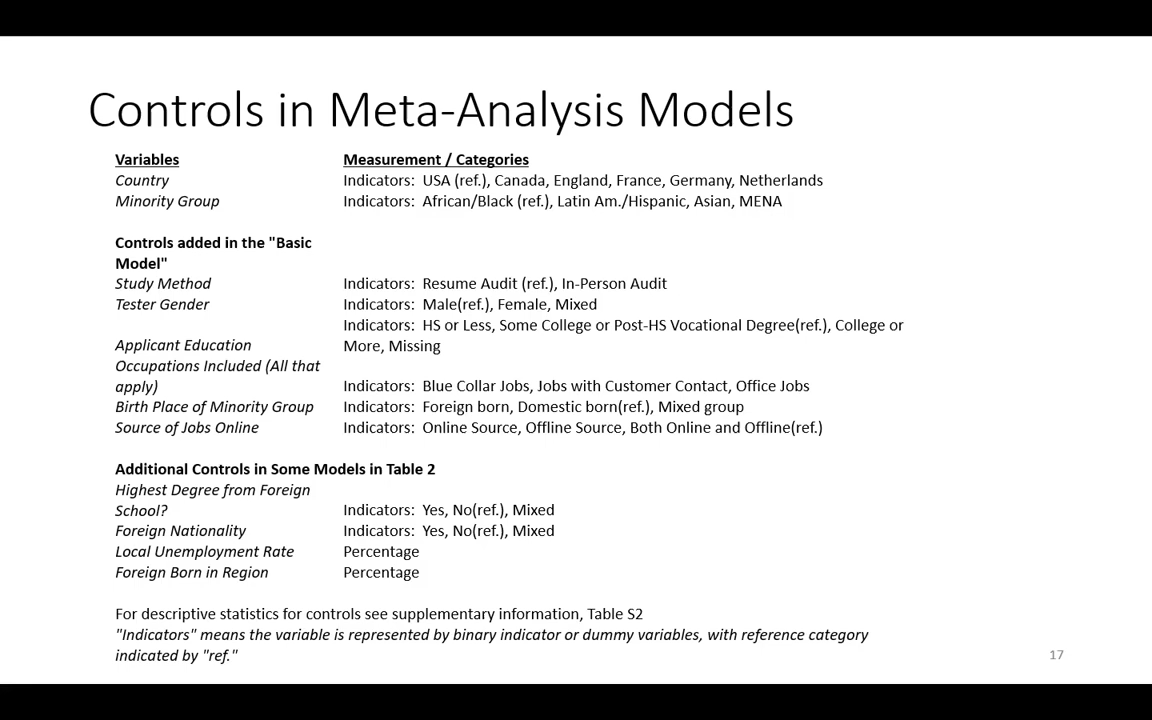 Controls in Meta-Analysis Models
Variables Measurement / Categories
Country Indicators: USA (ref.), Canada, England, France, Germany, Netherlands
Minority Group Indicators: African/Black (ref.), Latin Am./Hispanic, Asian, MENA
Controls added in the "Basic
Model"
Study Method Indicators: Resume Audit (ref.), In-Person Audit
Tester Gender Indicators: Male(ref.), Female, Mixed
Indicators: HS or Less, Some College or Post-HS Vocational Degree(ref.), College or
Applicant Education More, Missing
Occupations Included (All that
apply) Indicators: Blue Collar Jobs, Jobs with Customer Contact, Office Jobs
Birth Place of Minority Group Indicators: Foreign born, Domestic born(ref.), Mixed group
Source of Jobs Online Indicators: Online Source, Offline Source, Both Online and Offline(ref.)
Additional Controls in Some Models in Table 2
Highest Degree from Foreign
School? Indicators: Yes, No(ref.), Mixed
Foreign Nationality Indicators: Yes, No(ref.), Mixed
Local Unemployment Rate Percentage
Foreign Born in Region Percentage
For descriptive statistics for controls see supplementary information, Table S2
"Indicators" means the variable is represented by binary indicator or dummy variables, with reference category
indicated by "ref."
17